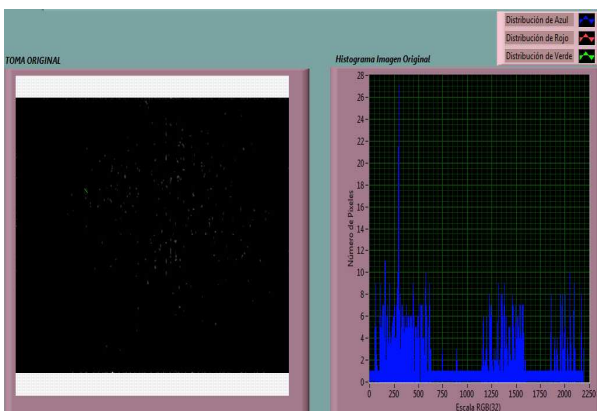 Distribución de Azul
Distribución de Rojo
Distribución de Verde
TOMA ORIGINAL
Histograma Imagen Original
Número de Pixeles
28
26
24
22
20
18
16
14
12
10
8
6
4
2
0
0 250 500 750 1000 1250 1500 1750 2000 2250
Escala RGB(32)